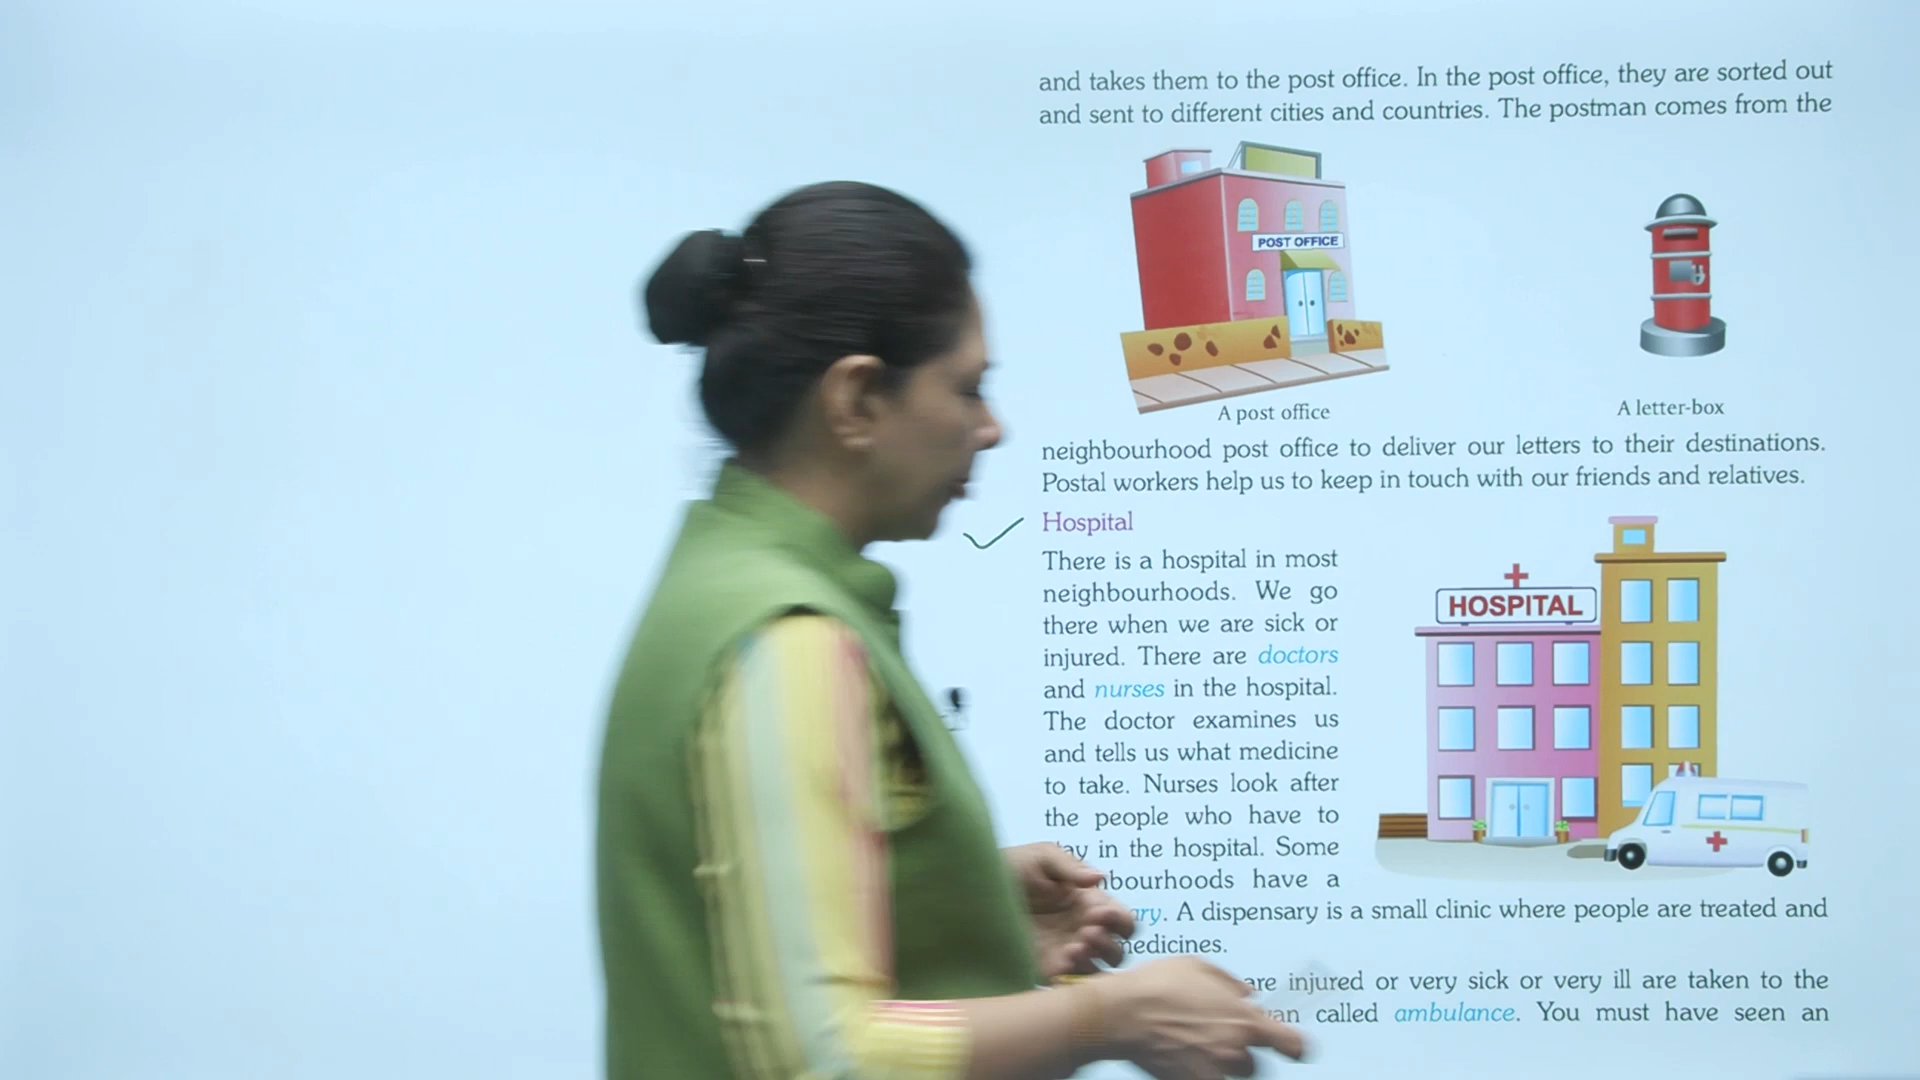 and takes them to the post office. In the post office, they are sorted out
and sent to different cities and countries. The postman comes from the
POST OFFICE
A post office
A letter-box
neighbourhood post office to deliver our letters to their destinations.
Postal workers help us to keep in touch with our friends and relatives.
Hospital
There is a hospital in most
neighbourhoods. We go
there when we are sick or
injured. There are doctors
and nurses in the hospital.
The doctor examines us
and tells us what medicine
to take. Nurses look after
the people who have to
in the hospital. Some
have a
HOSPITAL
A dispensary is a small clinic where people are treated and
medicines.
are injured or very sick or very ill are taken to the
van called ambulance. You must have seen an